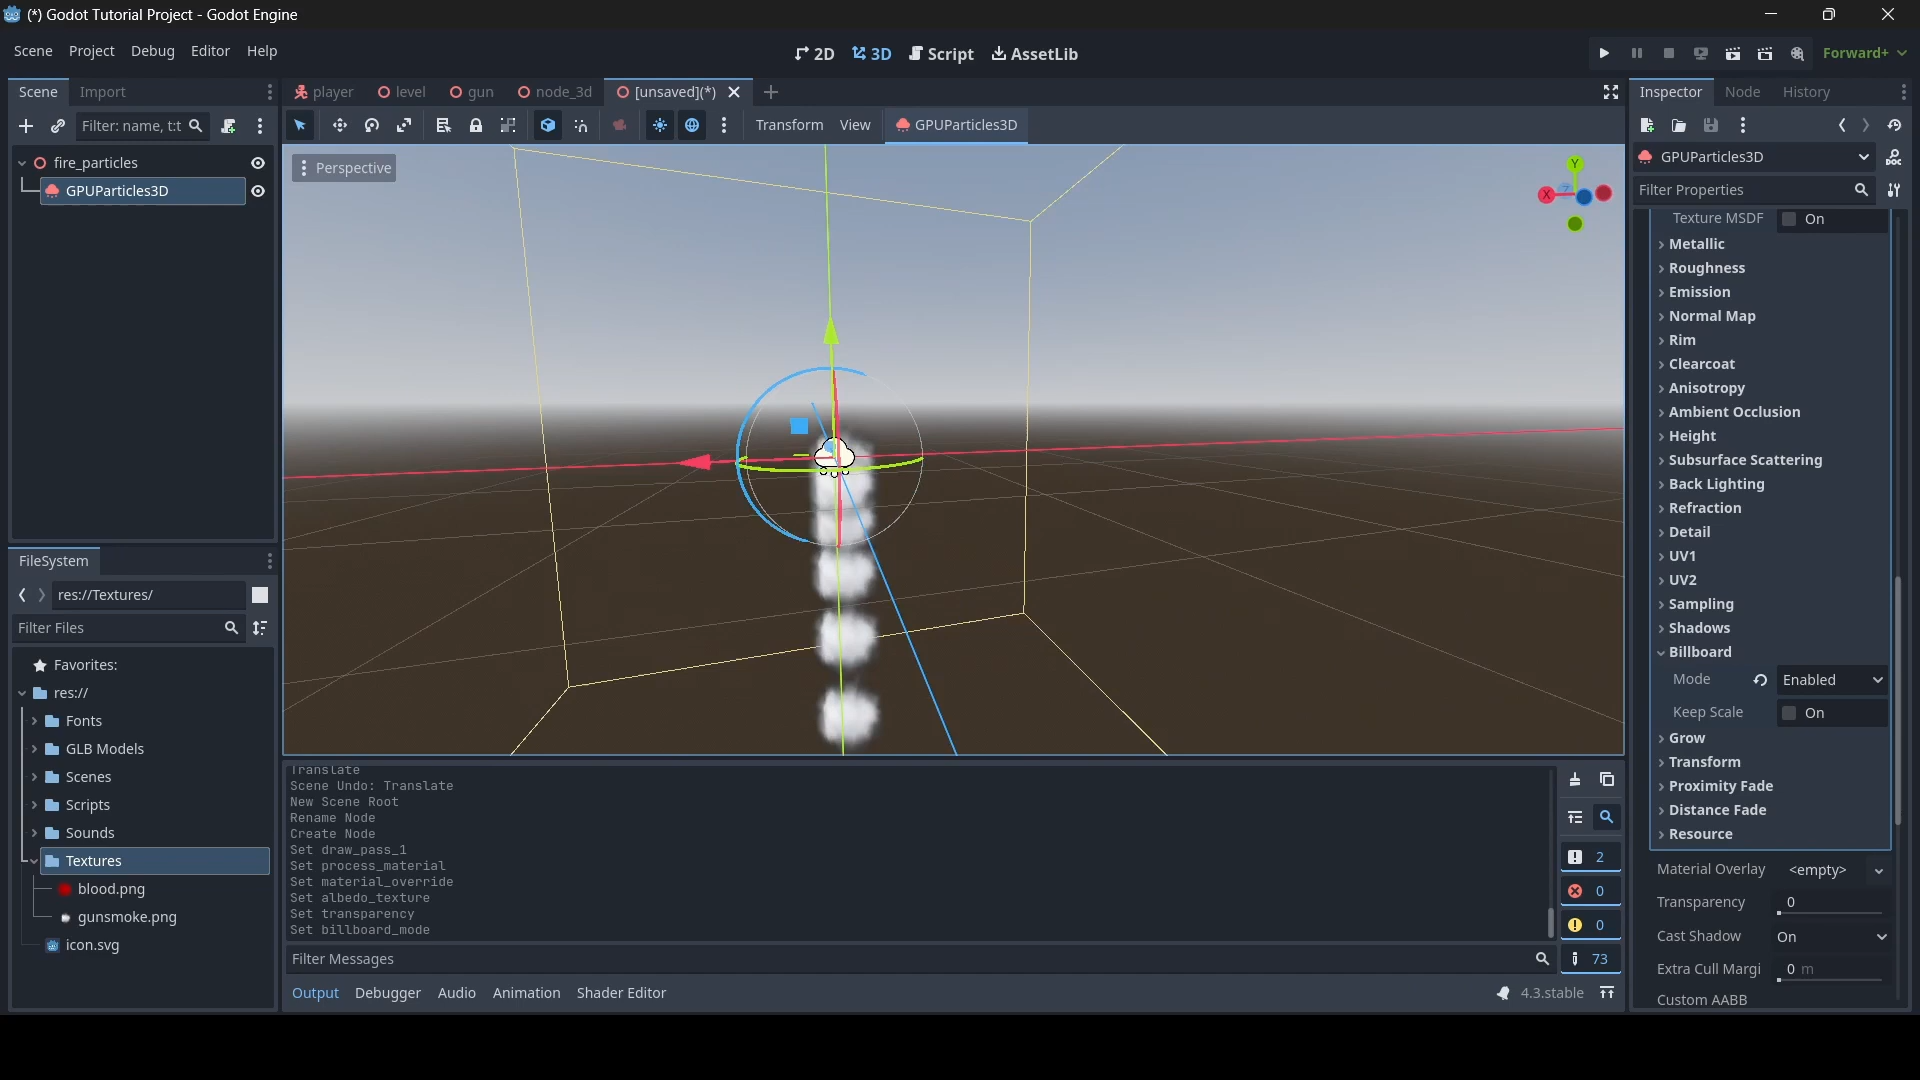 (*) Godot Tutorial Project - Godot Engine
Scene Project Debug Editor Help
2D 3D Script AssetLib
Forward+
Scene Import
Filter: name, t:t
fire_particles
GPUParticles3D
FileSystem
res://Textures/
Filter Files
Favorites:
res://
Fonts
GLB Models
Scenes
Scripts
Sounds
Textures
blood.png
gunsmoke.png
icon.svg
player level gun node_3d [unsaved](*)
Transform View GPUParticles3D
Perspective
Y
X
Z
Translate
Scene Undo: Translate
New Scene Root
Rename Node
Create Node
Set draw_pass_1
Set process_material
Set material_override
Set albedo_texture
Set transparency
Set billboard_mode
Filter Messages
2
0
0
73
Output Debugger Audio Animation Shader Editor
4.3.stable
Inspector Node History
GPUParticles3D
DOC
Filter Properties
Texture MSDF On
Metallic
Roughness
Emission
Normal Map
Rim
Clearcoat
Anisotropy
Ambient Occlusion
Height
Subsurface Scattering
Back Lighting
Refraction
Detail
UV1
UV2
Sampling
Shadows
Billboard
Mode Enabled
Keep Scale On
Grow
Transform
Proximity Fade
Distance Fade
Resource
Material Overlay <empty>
Transparency 0
Cast Shadow On
Extra Cull Margi 0 m
Custom AABB